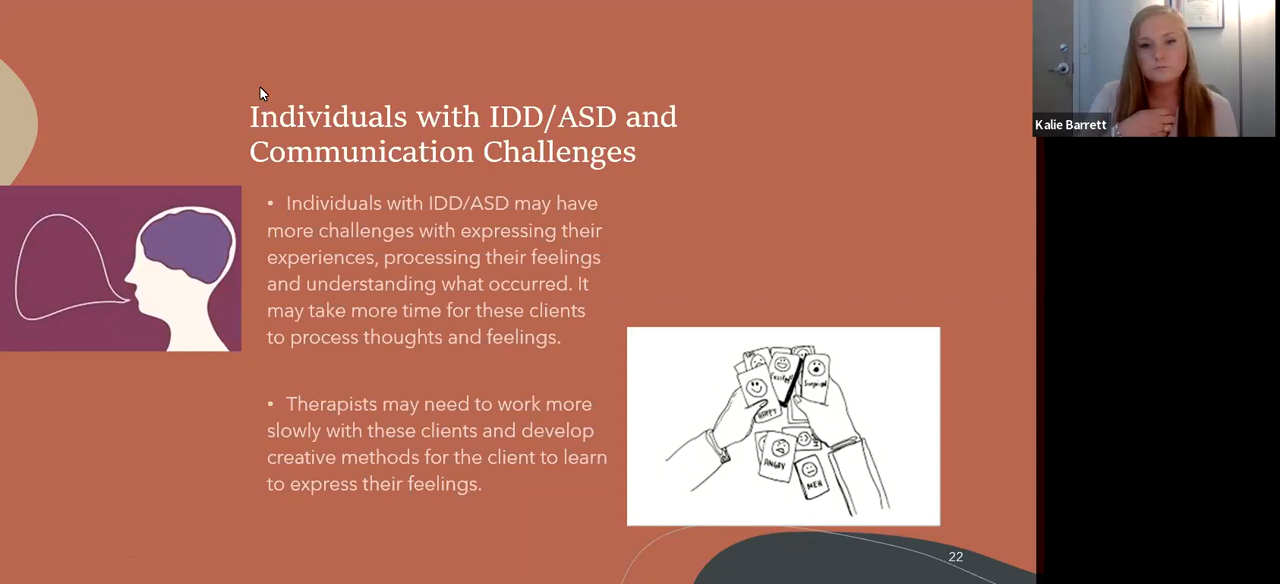 Individuals with IDD/ASD and
Communication Challenges
• Individuals with IDD/ASD may have
more challenges with expressing their
experiences, processing their feelings
and understanding what occurred. It
may take more time for these clients
to process thoughts and feelings.
• Therapists may need to work more
slowly with these clients and develop
creative methods for the client to learn
to express their feelings.
HAPPY
ANGRY
MEH
22
Kalie Barrett